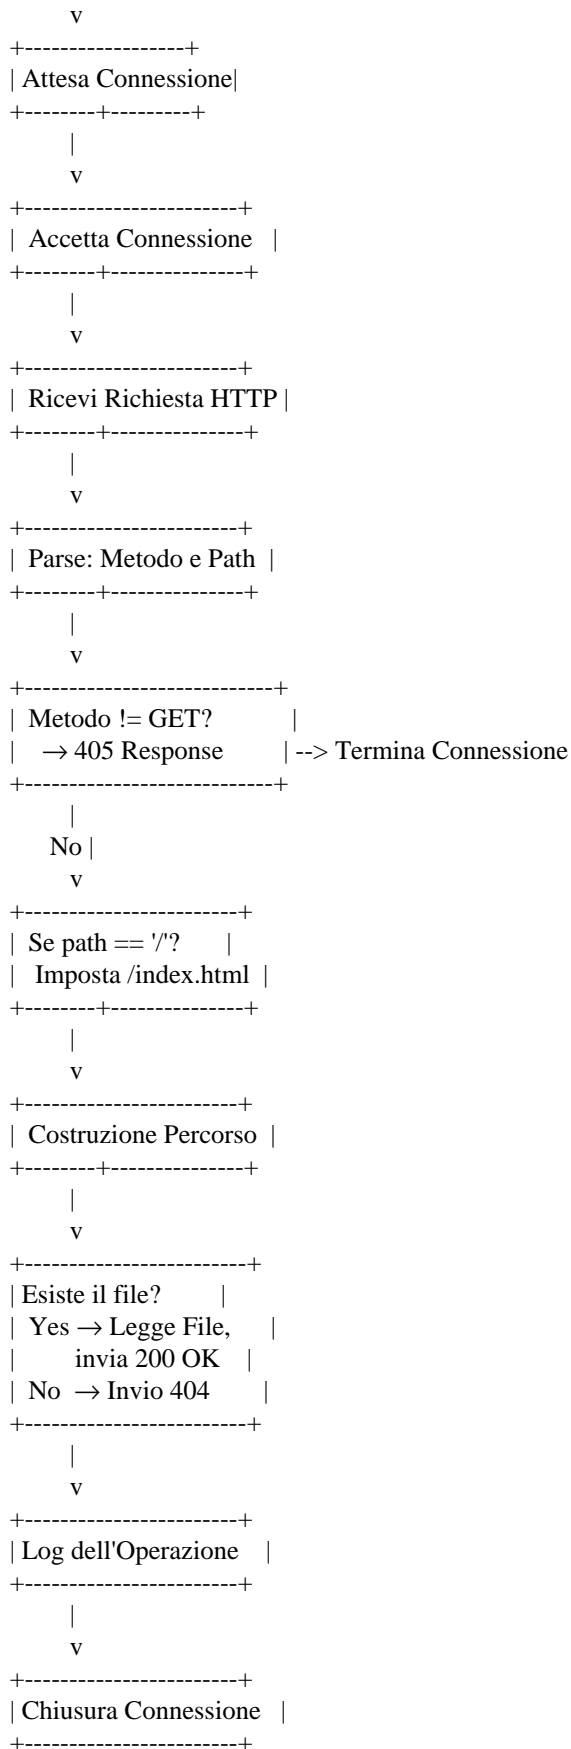 v
+------------------+
| Attesa Connessione|
+--------+---------+
|
v
+------------------------+
| Accetta Connessione |
+--------+---------------+
|
v
+------------------------+
| Ricevi Richiesta HTTP |
+--------+---------------+
|
v
+------------------------+
| Parse: Metodo e Path |
+--------+---------------+
|
v
+----------------------------+
| Metodo != GET? |
| → 405 Response | --> Termina Connessione
+----------------------------+
|
No |
v
+------------------------+
| Se path == '/'? |
| Imposta /index.html |
+--------+---------------+
|
v
+------------------------+
| Costruzione Percorso |
+--------+---------------+
|
v
+-------------------------+
| Esiste il file? |
| Yes → Legge File, |
| invia 200 OK |
| No → Invio 404 |
+-------------------------+
|
v
+------------------------+
| Log dell'Operazione |
+------------------------+
|
v
+------------------------+
| Chiusura Connessione |
+------------------------+